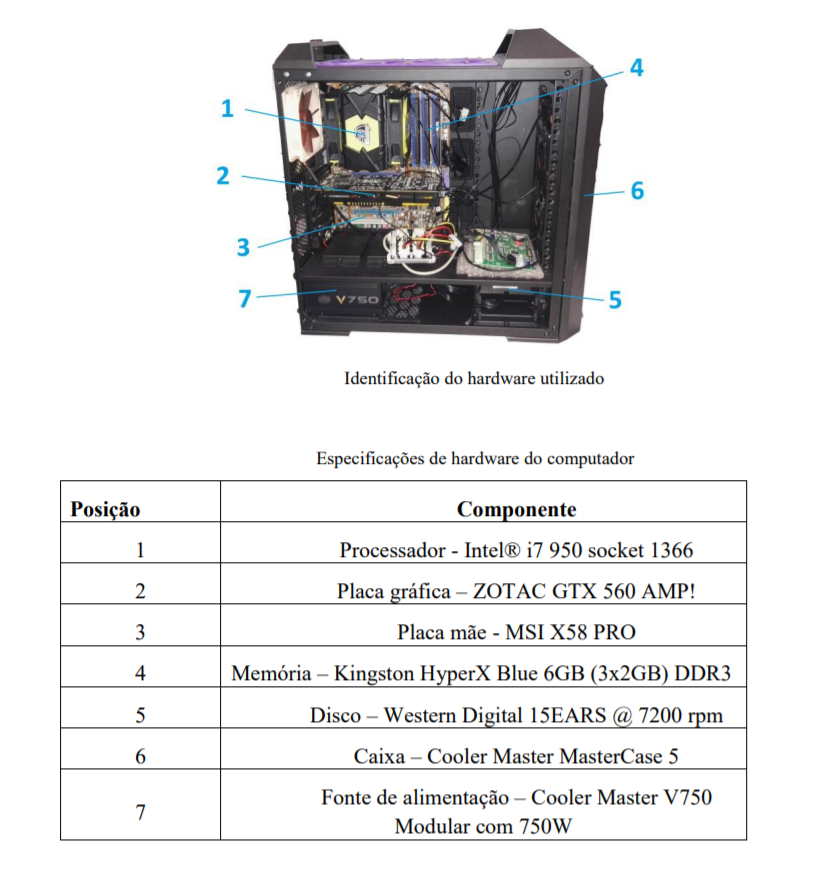 4
1
2
6
3
7
5
V750
Identificação do hardware utilizado
Especificações de hardware do computador
Posição Componente
1 Processador - Intel® i7 950 socket 1366
2 Placa gráfica – ZOTAC GTX 560 AMP!
3 Placa mãe - MSI X58 PRO
4 Memória – Kingston HyperX Blue 6GB (3x2GB) DDR3
5 Disco – Western Digital 15EARS @ 7200 rpm
6 Caixa – Cooler Master MasterCase 5
7 Fonte de alimentação – Cooler Master V750
Modular com 750W